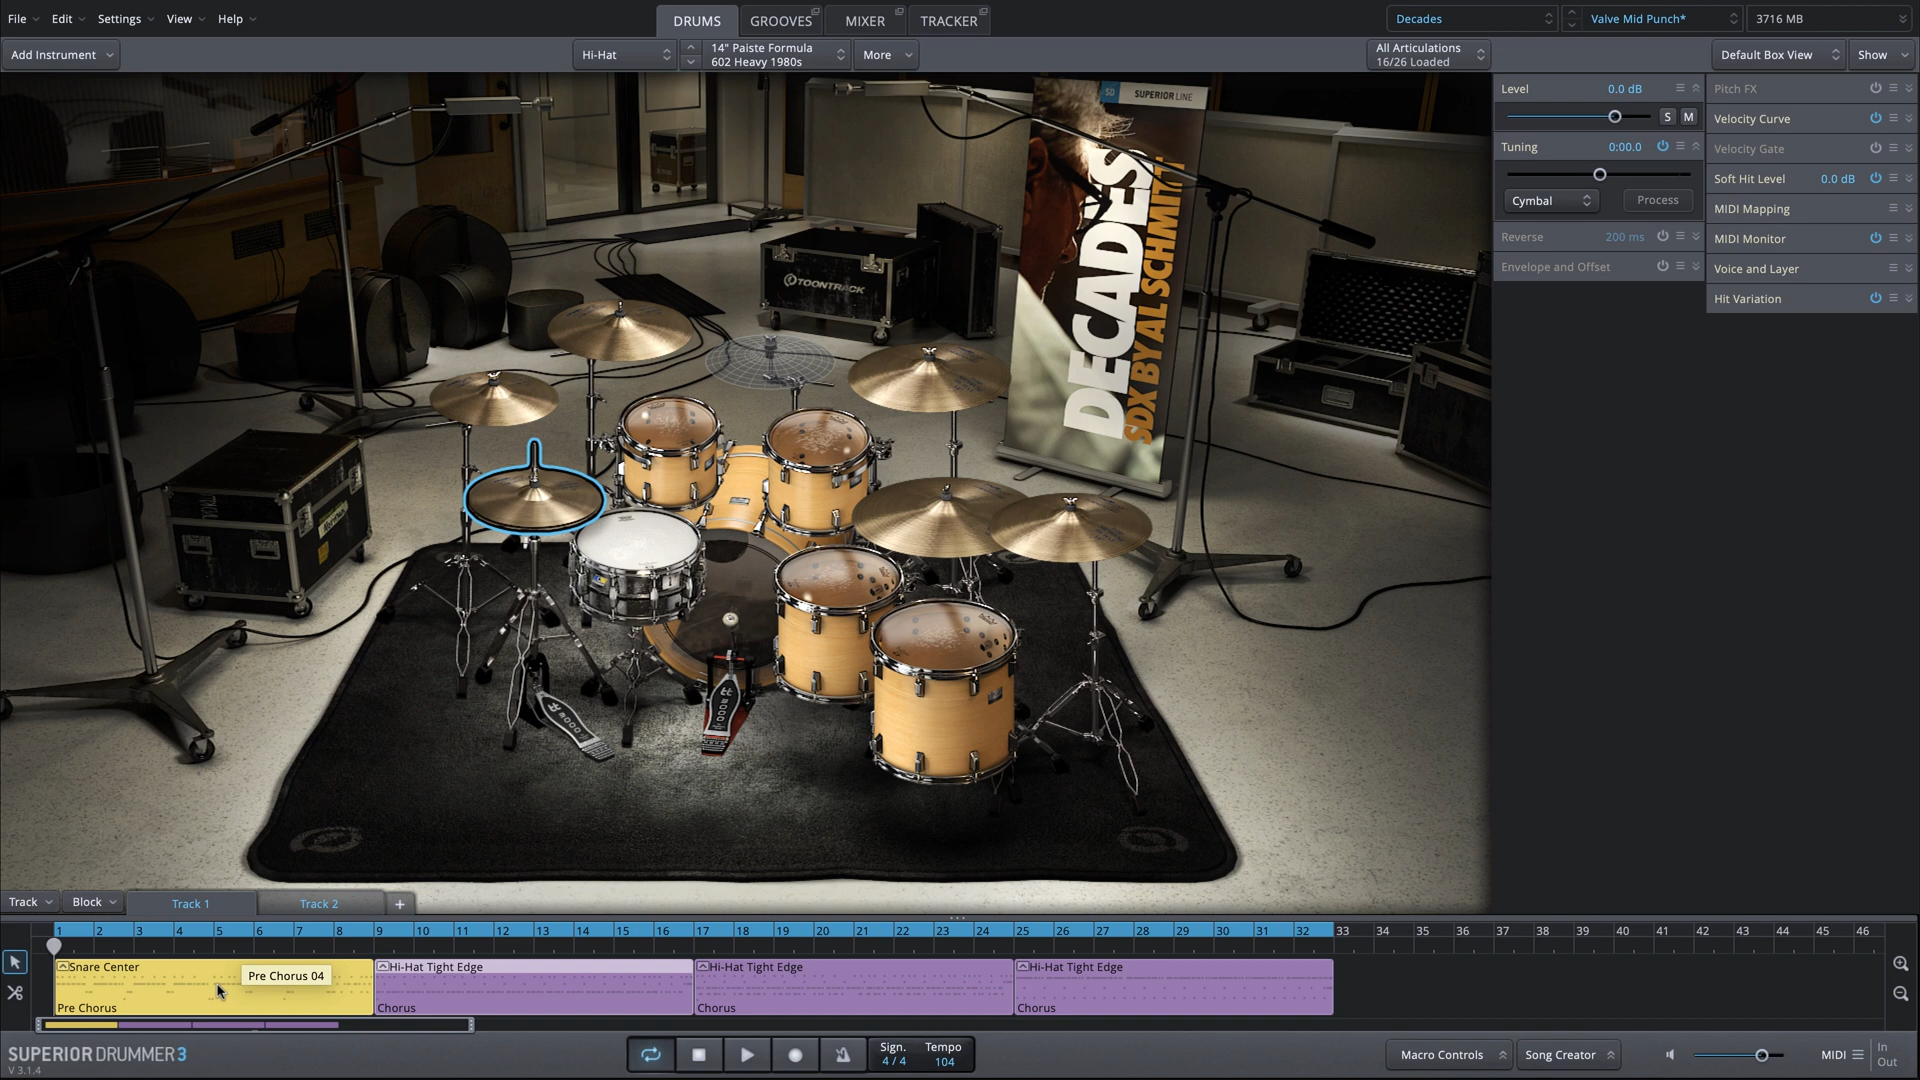 File Edit Settings View Help
DRUMS GROOVES MIXER TRACKER
Decades Valve Mid Punch* 3716 MB
Add Instrument Hi-Hat 14" Paiste Formula
602 Heavy 1980s More
All Articulations
16/26 Loaded
Default Box View Show
Level 0.0 dB
S M
Tuning 0:00.0
Cymbal Process
Reverse 200 ms
Envelope and Offset
Pitch FX
Velocity Curve
Velocity Gate
Soft Hit Level 0.0 dB
MIDI Mapping
MIDI Monitor
Voice and Layer
Hit Variation
SD SUPERIOR LINE
DECADES
SDX BY AL SCHMITT
TOONTRACK
Track Block Track 1 Track 2 +
1 2 3 4 5 6 7 8 9 10 11 12 13 14 15 16 17 18 19 20 21 22 23 24 25 26 27 28 29 30 31 32 33 34 35 36 37 38 39 40 41 42 43 44 45 46
Snare Center Hi-Hat Tight Edge Hi-Hat Tight Edge Hi-Hat Tight Edge
Pre Chorus 04
Pre Chorus Chorus Chorus Chorus
SUPERIOR DRUMMER 3
V 3.1.4
Sign. Tempo
4 / 4 104
Macro Controls Song Creator
MIDI In
Out